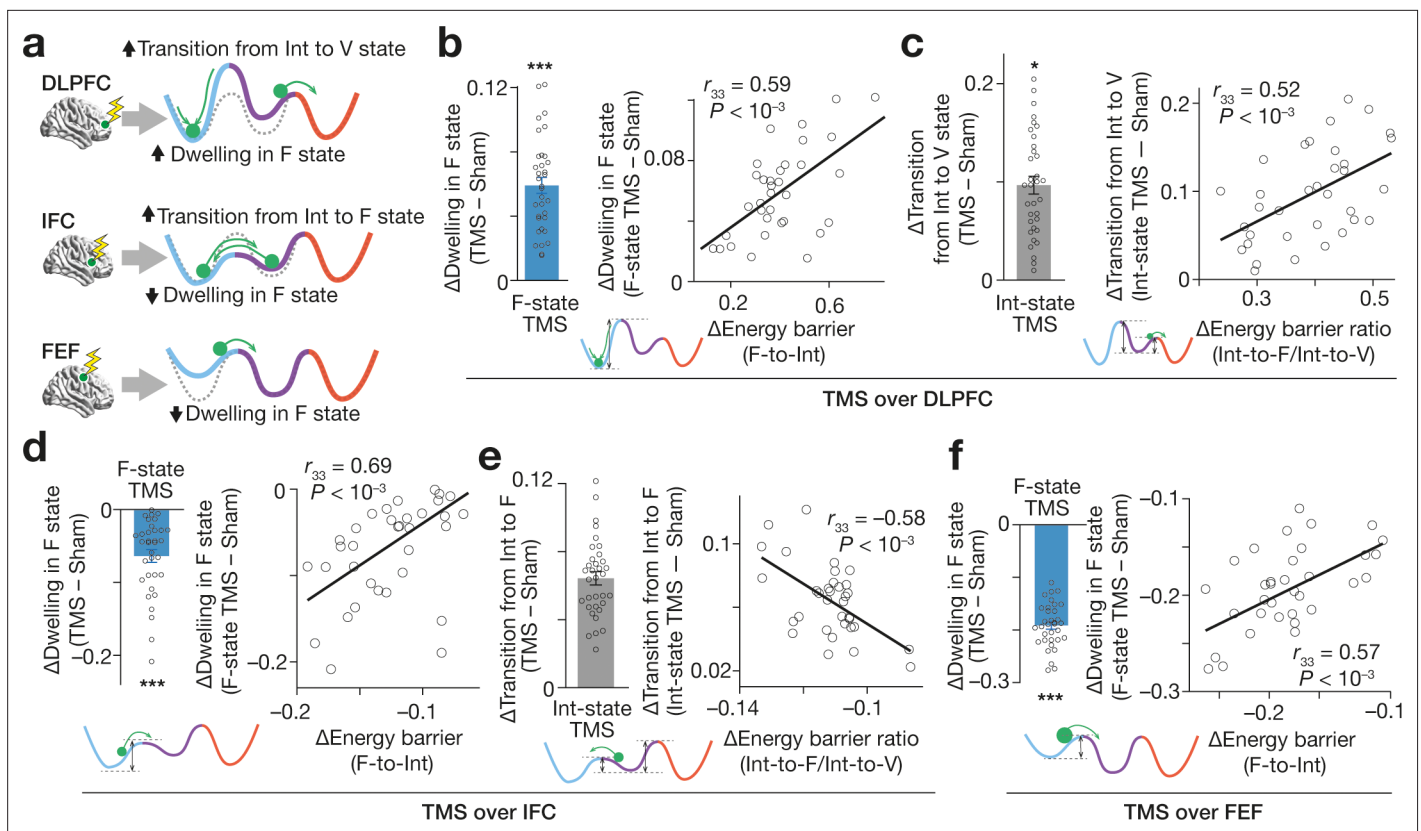 a
Transition from Int to V state
DLPFC
Dwelling in F state
Transition from Int to F state
IFC
Dwelling in F state
FEF
Dwelling in F state
b
ΔDwelling in F state
(TMS – Sham)
0.12
0
***
F-state
TMS
ΔDwelling in F state
(F-state TMS – Sham)
r33 = 0.59
P < 10−3
0.08
0
0.2
0.6
ΔEnergy barrier
(F-to-Int)
c
ΔTransition
from Int to V state
(TMS – Sham)
0.2
0
*
Int-state
TMS
ΔTransition from Int to V
(Int-state TMS — Sham)
r33 = 0.52
P < 10−3
0.2
0.1
0
0.3
0.5
ΔEnergy barrier ratio
(Int-to-F/Int-to-V)
TMS over DLPFC
d
F-state
TMS
ΔDwelling in F state
(TMS – Sham)
0
−0.2
***
ΔDwelling in F state
(F-state TMS – Sham)
r33 = 0.69
P < 10−3
0
−0.2
−0.2
−0.1
ΔEnergy barrier
(F-to-Int)
e
ΔTransition from Int to F
(TMS – Sham)
0.12
0
Int-state
TMS
ΔTransition from Int to F
(Int-state TMS — Sham)
r33 = −0.58
P < 10−3
0.1
0.02
−0.14
−0.1
ΔEnergy barrier ratio
(Int-to-F/Int-to-V)
TMS over IFC
f
F-state
TMS
ΔDwelling in F state
(TMS – Sham)
0
−0.3
***
ΔDwelling in F state
(F-state TMS – Sham)
−0.1
−0.2
−0.3
r33 = 0.57
P < 10−3
−0.2
−0.1
ΔEnergy barrier
(F-to-Int)
TMS over FEF